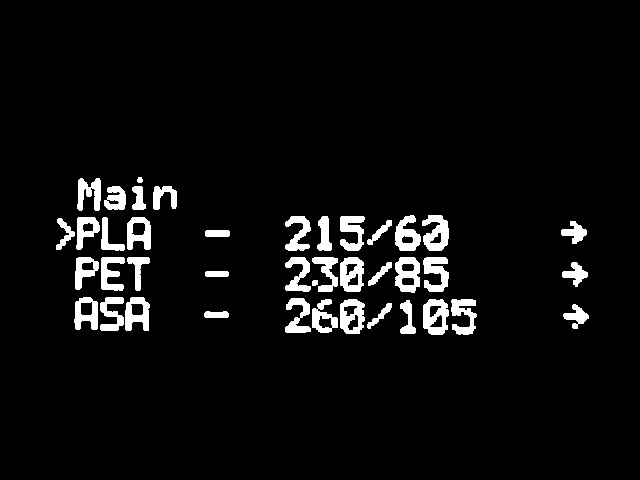 Main
>PLA - 215/60 →
PET - 230/85 →
ASA - 260/105 →